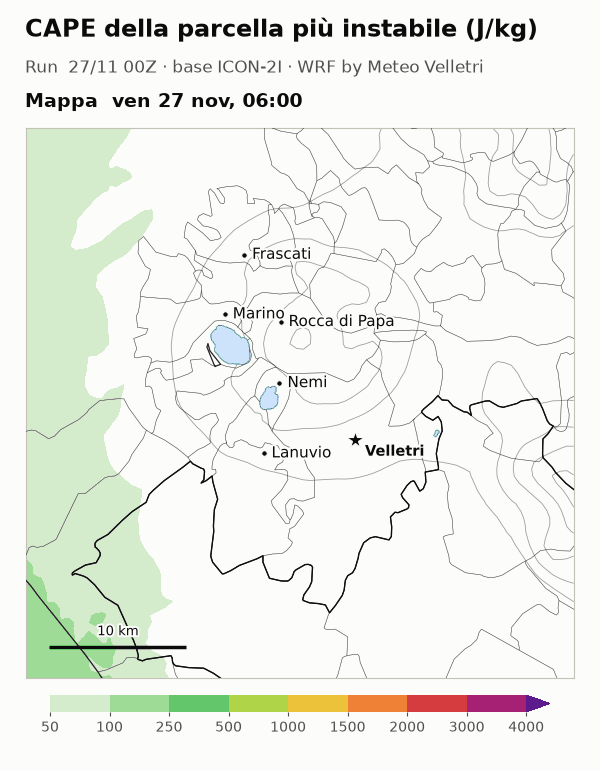 CAPE della parcella più instabile (J/kg)
Run  27/11 00Z · base ICON-2I · WRF by Meteo Velletri
Mappa  ven 27 nov, 06:00
Frascati
Marino
Rocca di Papa
Nemi
Velletri
Lanuvio
10 km
50 100 250 500 1000 1500 2000 3000 4000